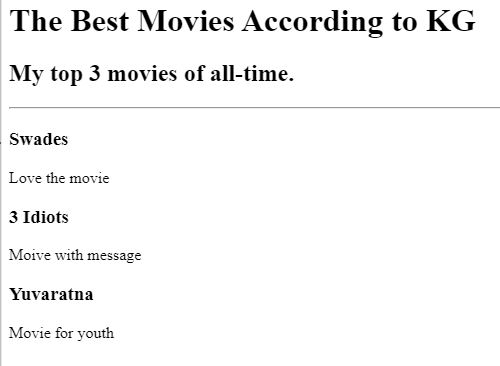 The Best Movies According to KG
My top 3 movies of all-time.
Swades
Love the movie
3 Idiots
Moive with message
Yuvaratna
Movie for youth